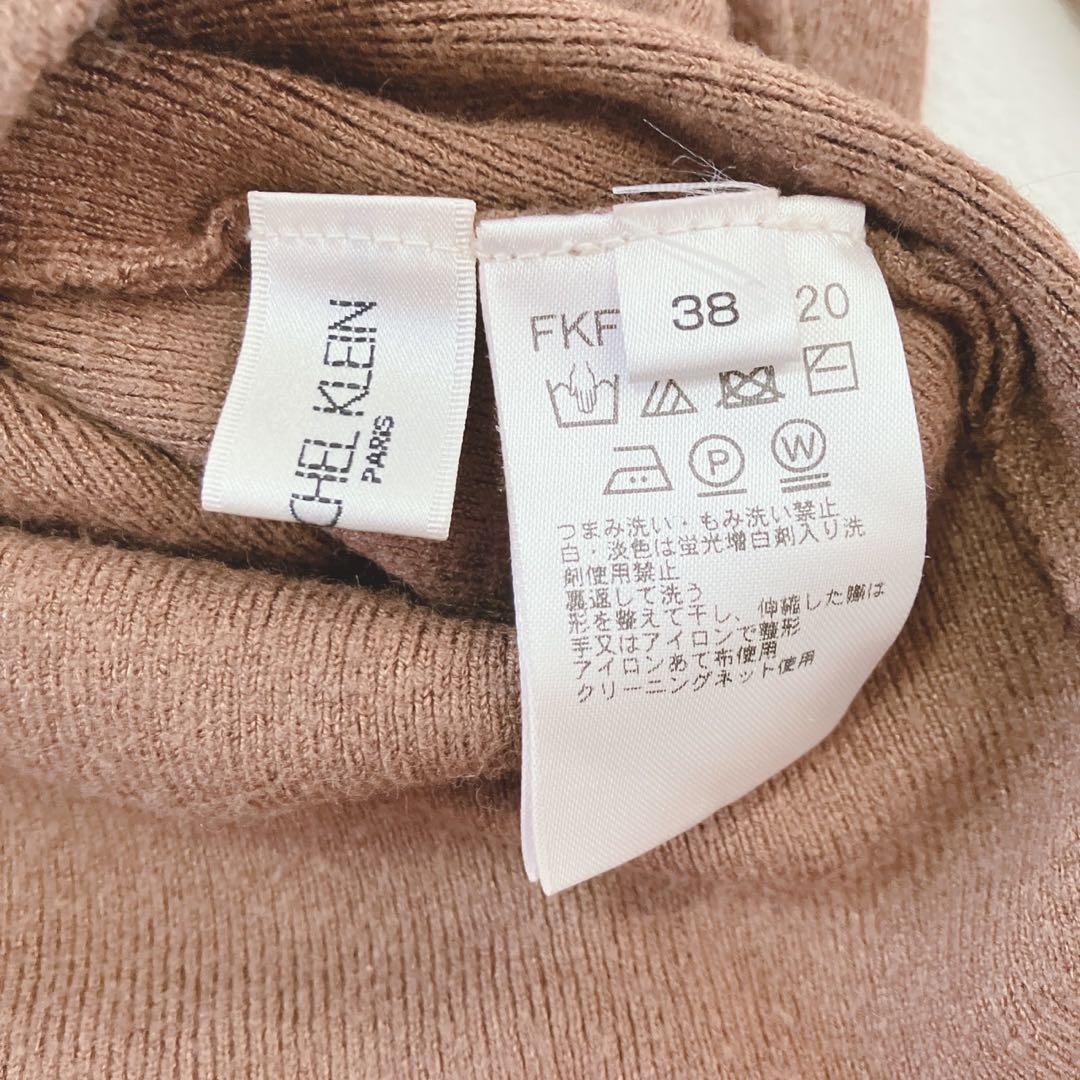 CHEL KLEIN
PARIS
38
FKF
20
P
W
つまみ洗い・もみ洗い禁止
白・淡色は蛍光増白剤入り洗
剤使用禁止
裏返して洗う
形を整えて干し、伸縮した際は
手又はアイロンで整形
アイロンあて布使用
クリーニングネット使用